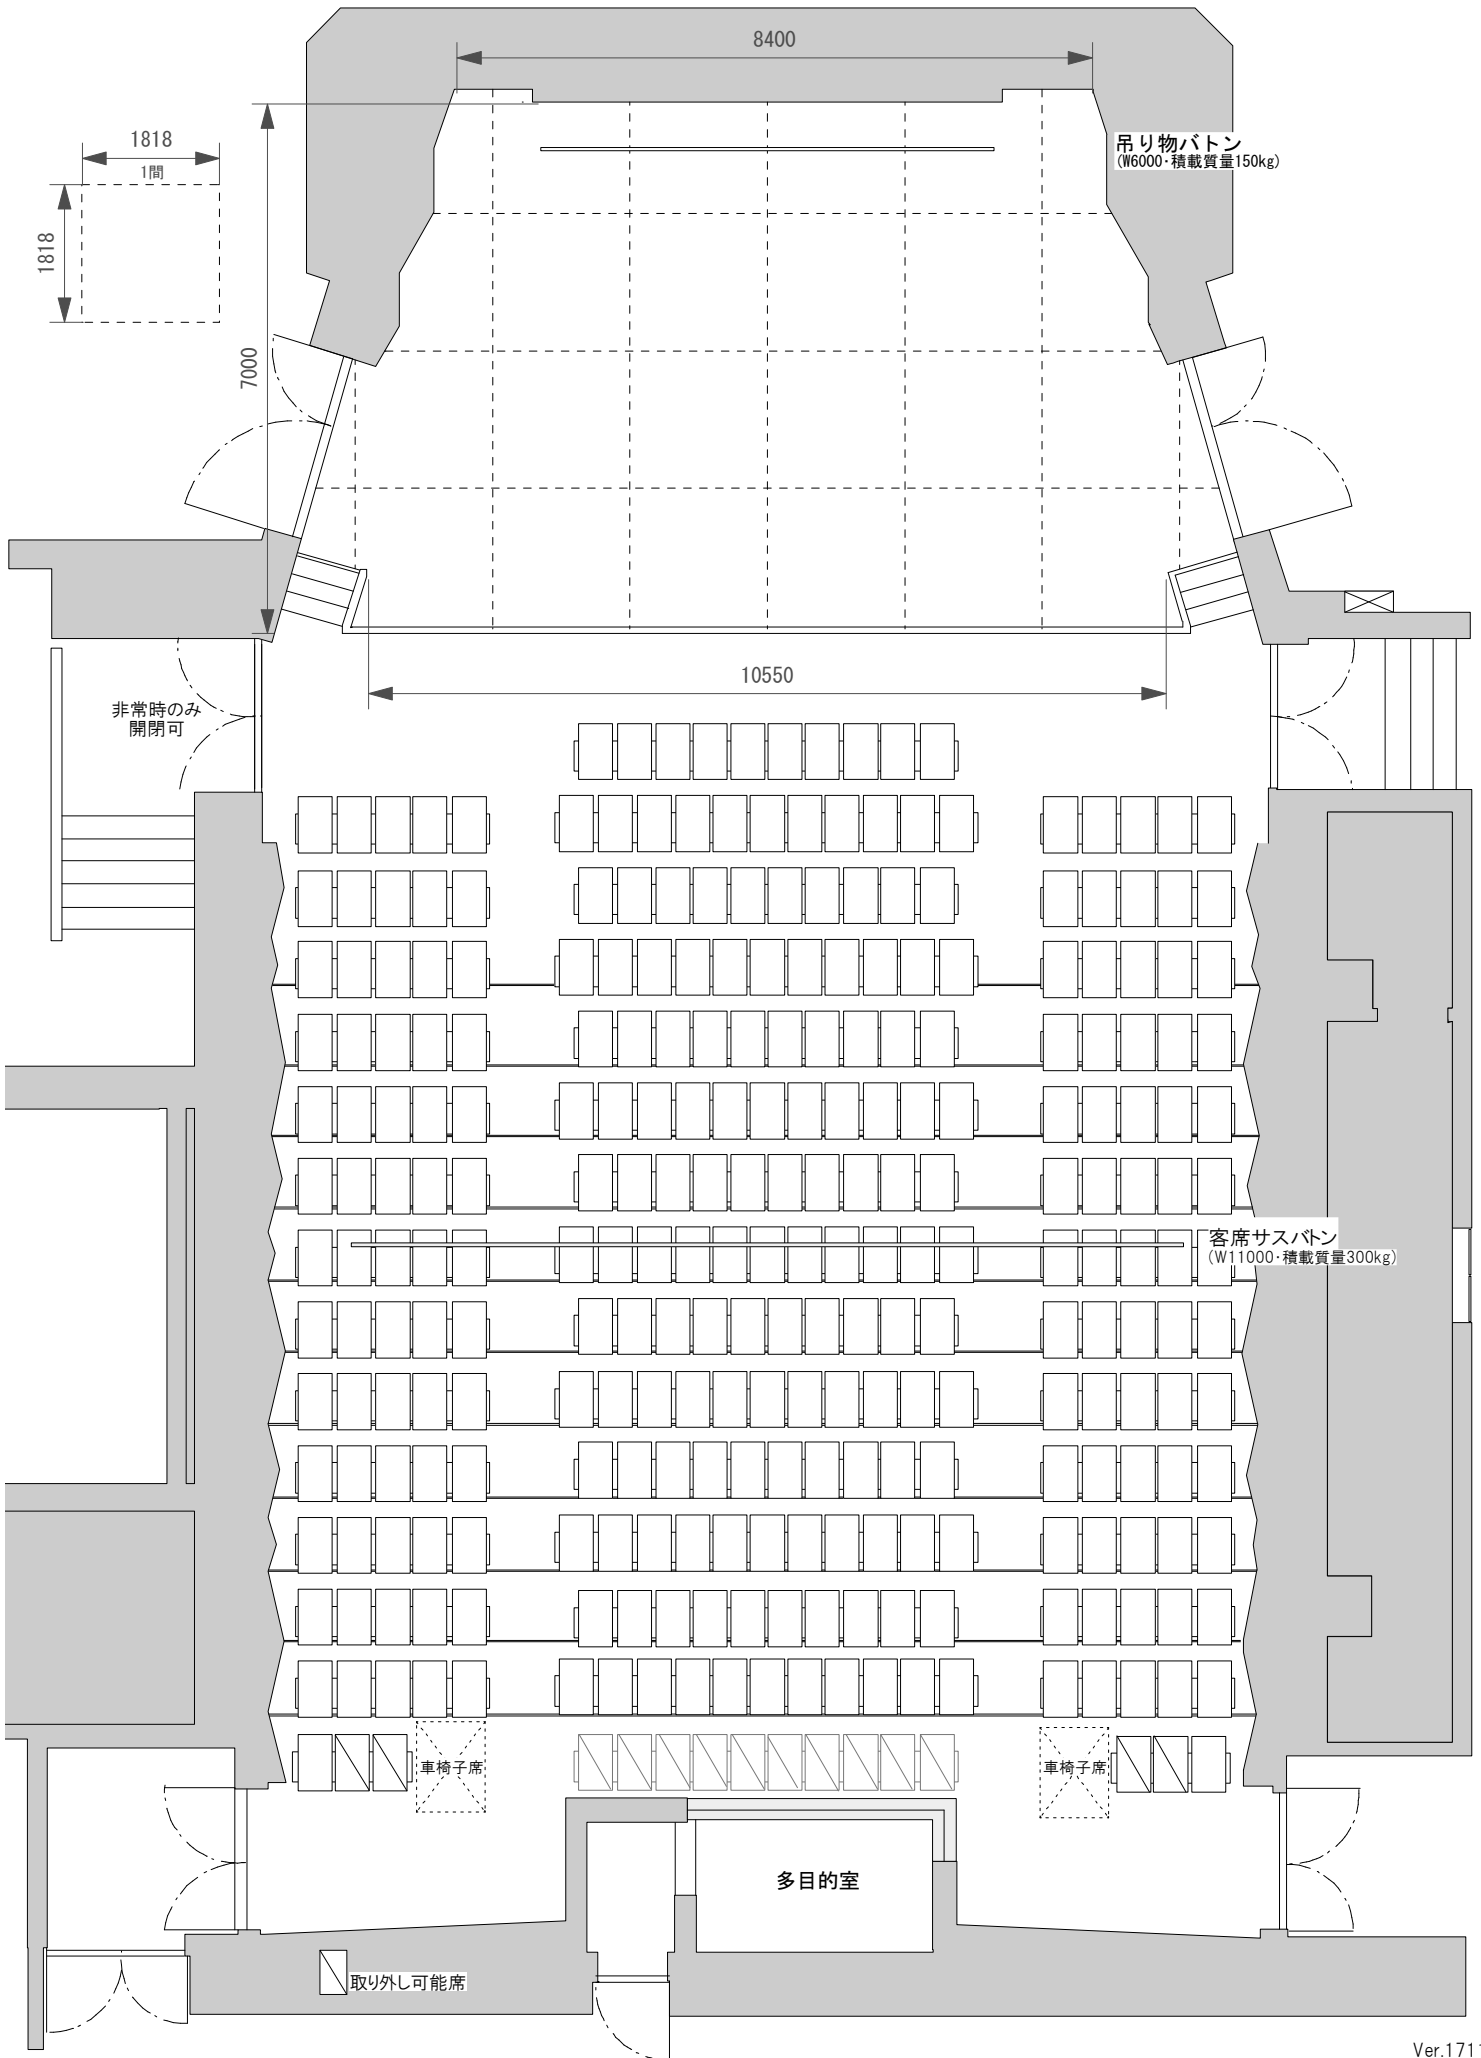 8400
1818
1間
1818
吊り物バトン
(W6000・積載質量150kg)
7000
10550
非常時のみ
開閉可
客席サスバトン
(W11000・積載質量300kg)
車椅子席
車椅子席
多目的室
取り外し可能席